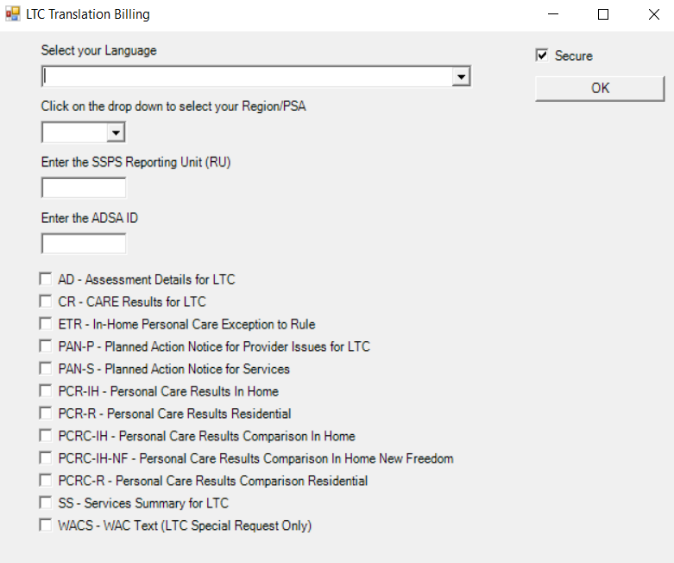 LTC Translation Billing
Select your Language
Secure
OK
Click on the drop down to select your Region/PSA
Enter the SSPS Reporting Unit (RU)
Enter the ADSA ID
AD - Assessment Details for LTC
CR - CARE Results for LTC
ETR - In-Home Personal Care Exception to Rule
PAN-P - Planned Action Notice for Provider Issues for LTC
PAN-S - Planned Action Notice for Services
PCR-IH - Personal Care Results In Home
PCR-R - Personal Care Results Residential
PCRC-IH - Personal Care Results Comparison In Home
PCRC-IH-NF - Personal Care Results Comparison In Home New Freedom
PCRC-R - Personal Care Results Comparison Residential
SS - Services Summary for LTC
WACS - WAC Text (LTC Special Request Only)